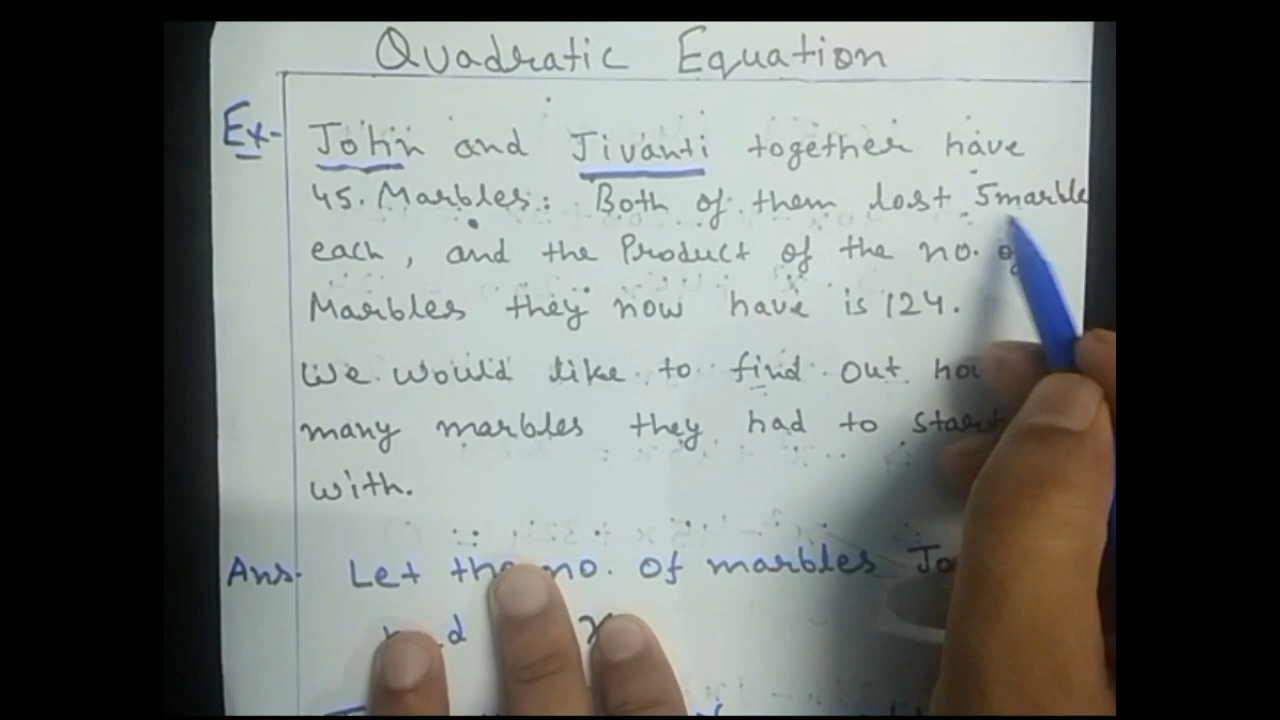 Quadratic Equation
Ex- John and Jivanti together have
45. Marbles: Both of them lost 5 marble
each, and the Product of the no. of
Marbles they now have is 124.
We would like to find out
many marbles they had to start
with.
Ans. Let the no. of marbles Jo
x